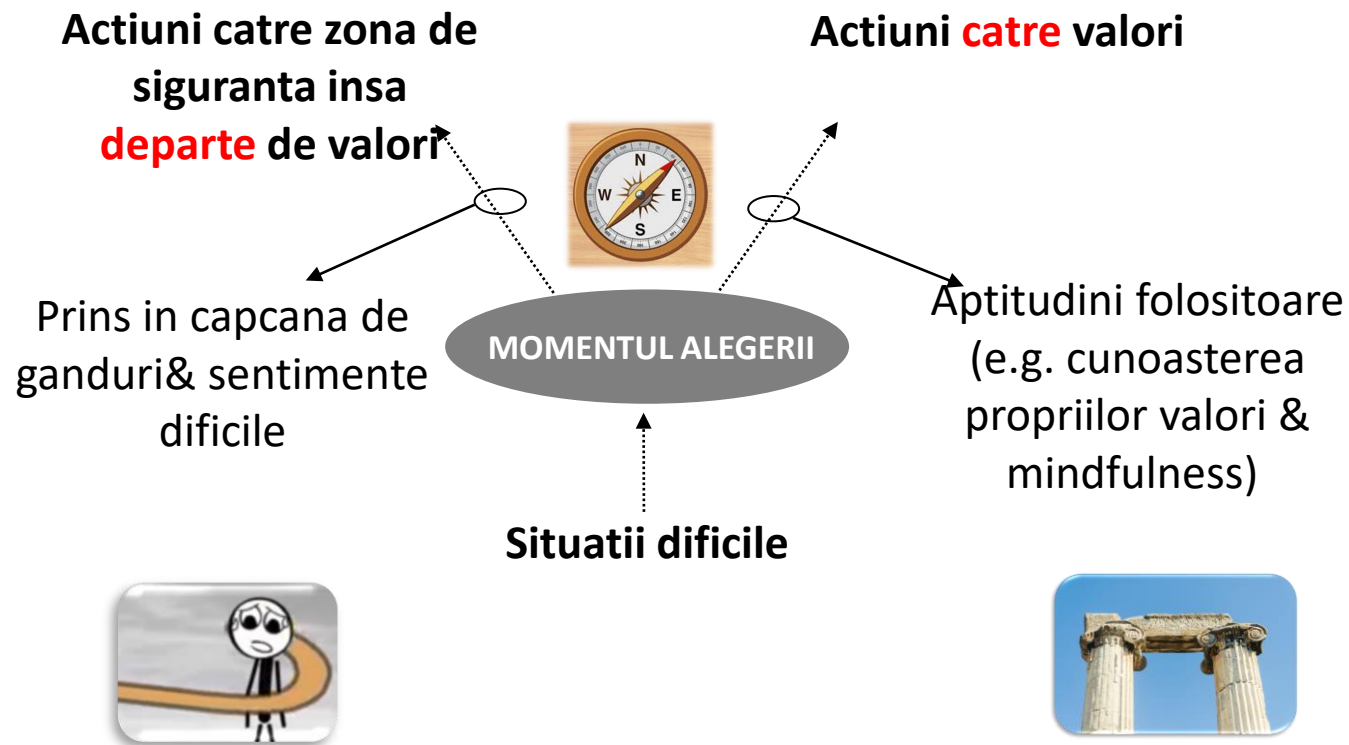 Actiuni catre zona de
siguranta insa
departe de valori
Actiuni catre valori
N
W E
S
Prins in capcana de
ganduri& sentimente
dificile
MOMENTUL ALEGERII
Aptitudini folositoare
(e.g. cunoasterea
propriilor valori &
mindfulness)
Situatii dificile